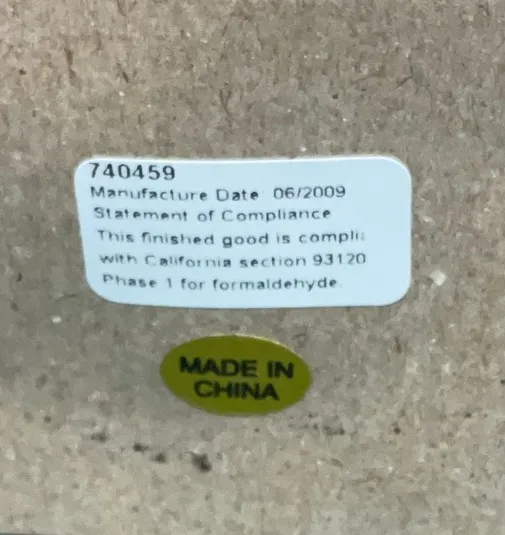 740459
Manufacture Date 06/2009
Statement of Compliance
This finished good is compli
with California section 93120
Phase 1 for formaldehyde.
MADE IN
CHINA